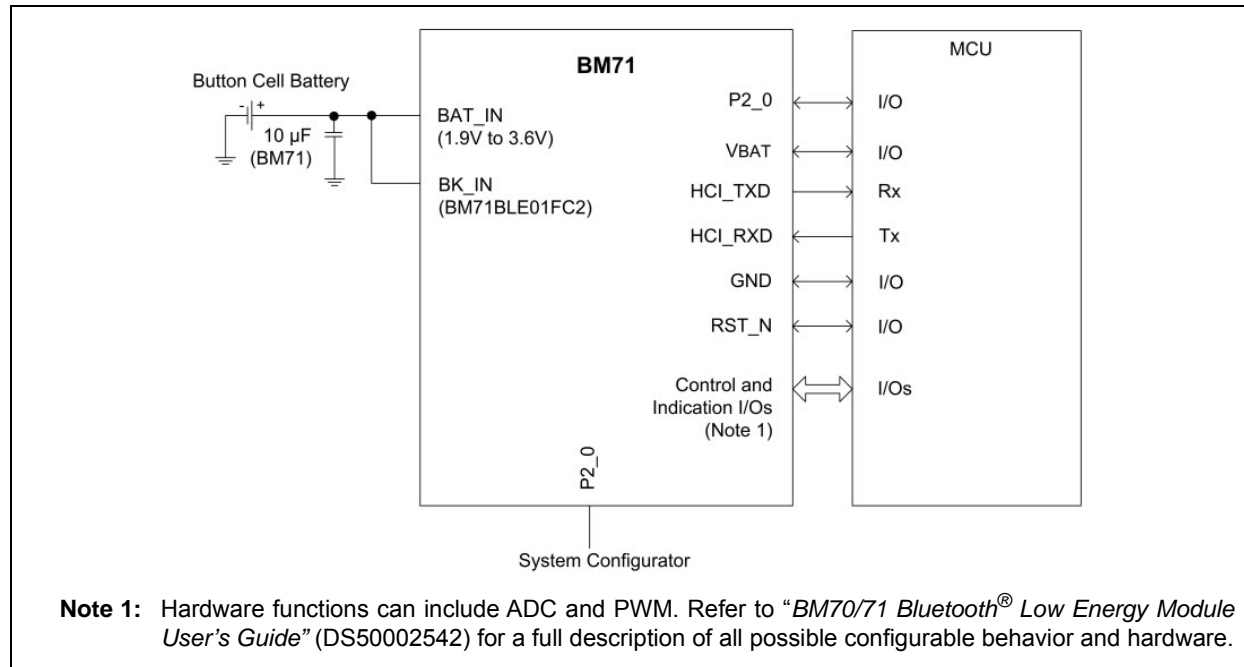 BM71
MCU
Button Cell Battery
- +
10 µF
(BM71)
BAT_IN
(1.9V to 3.6V)
BK_IN
(BM71BLE01FC2)
P2_0
I/O
VBAT
I/O
HCI_TXD
Rx
HCI_RXD
Tx
GND
I/O
RST_N
I/O
Control and
Indication I/Os
(Note 1)
I/Os
P2_0
System Configurator
Note 1: Hardware functions can include ADC and PWM. Refer to “BM70/71 Bluetooth® Low Energy Module
User's Guide” (DS50002542) for a full description of all possible configurable behavior and hardware.